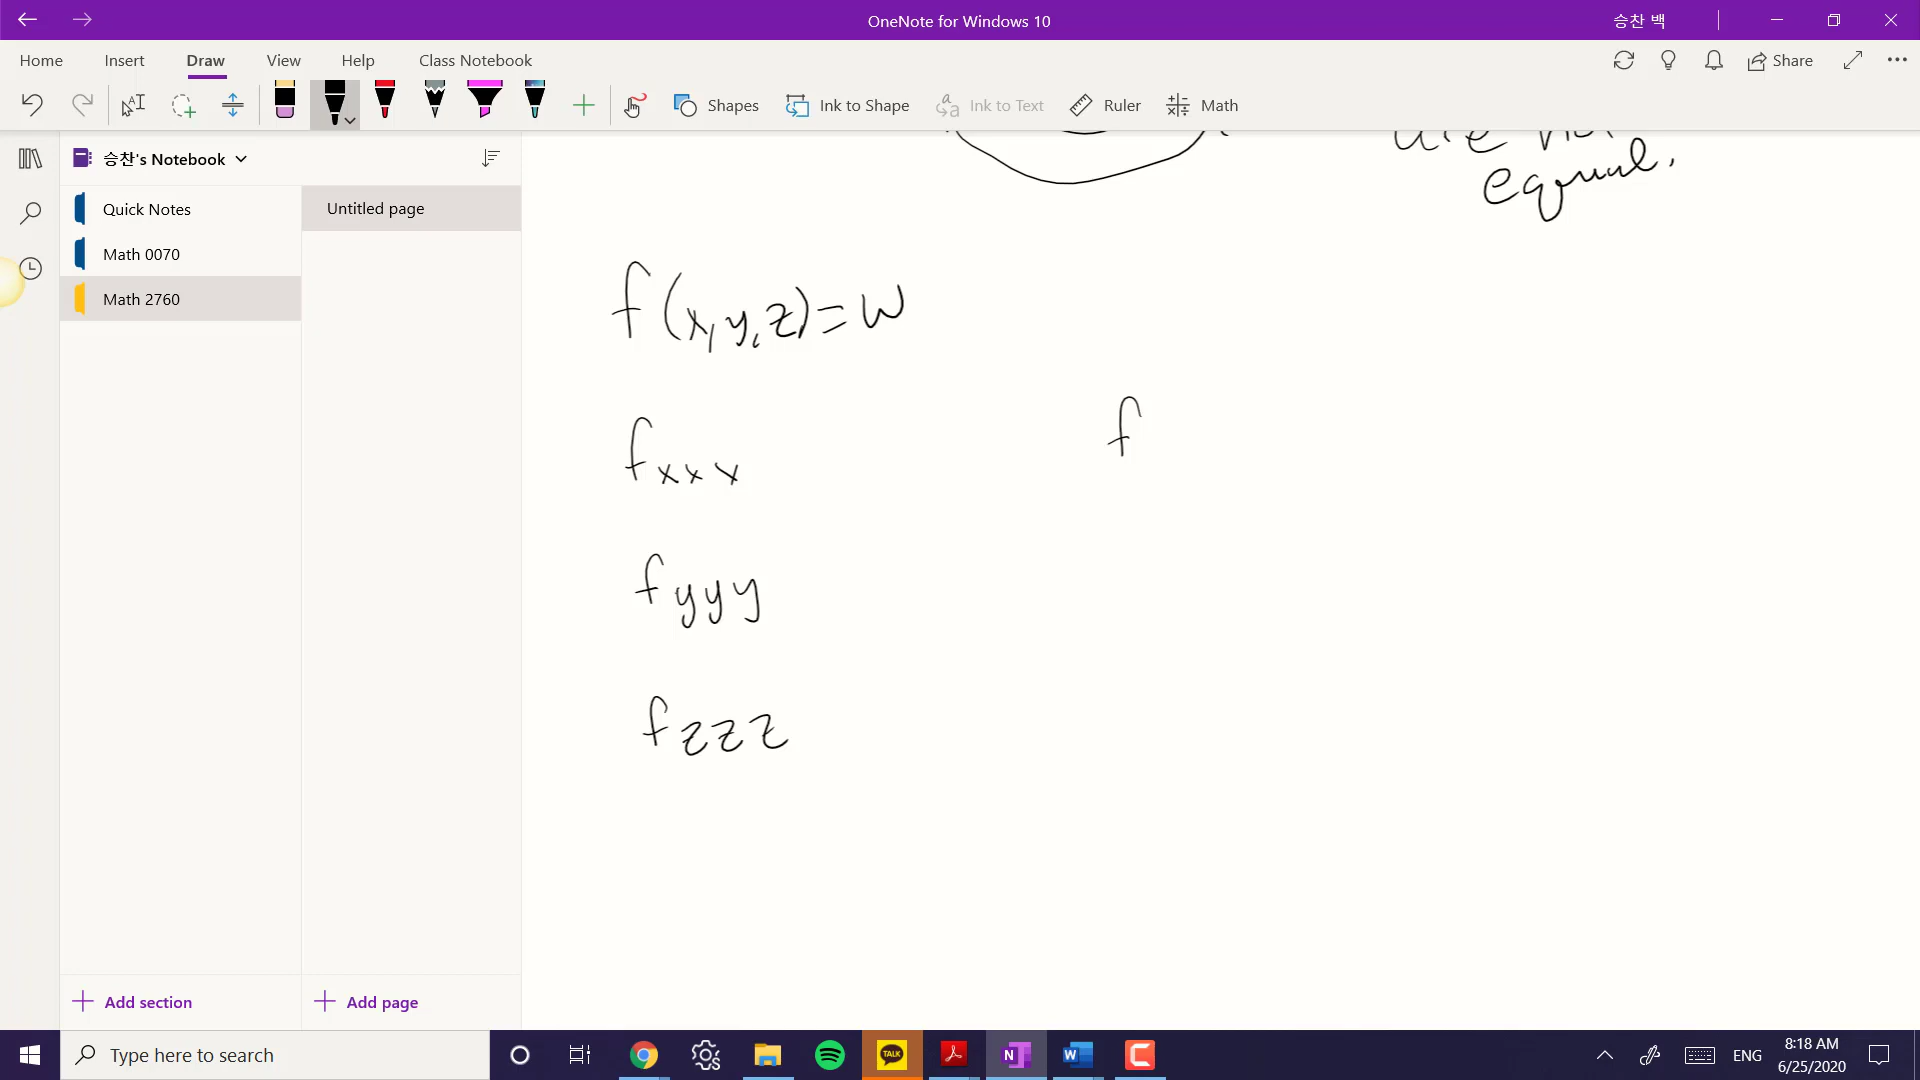 OneNote for Windows 10
승찬 백
Home Insert Draw View Help Class Notebook
Share
Shapes Ink to Shape Ink to Text Ruler Math
승찬's Notebook
Quick Notes
Math 0070
Math 2760
Untitled page
equal.
f(x,y,z)=w
fxxx
f
fyyy
fzzz
Add section
Add page
Type here to search
TALK
ENG
8:18 AM
6/25/2020